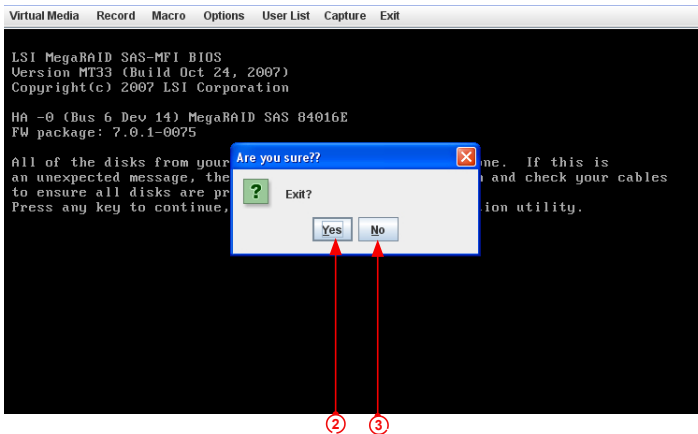 Virtual Media Record Macro Options User List Capture Exit
LSI MegaRAID SAS-MFI BIOS
Version MT33 (Build Oct 24, 2007)
Copyright(c) 2007 LSI Corporation
HA -0 (Bus 6 Dev 14) MegaRAID SAS 84016E
FW package: 7.0.1-0075
All of the disks from your ne. If this is
an unexpected message, the and check your cables
to ensure all disks are pr
Press any key to continue, ion utility.
Are you sure??
Exit?
Yes No
2 3